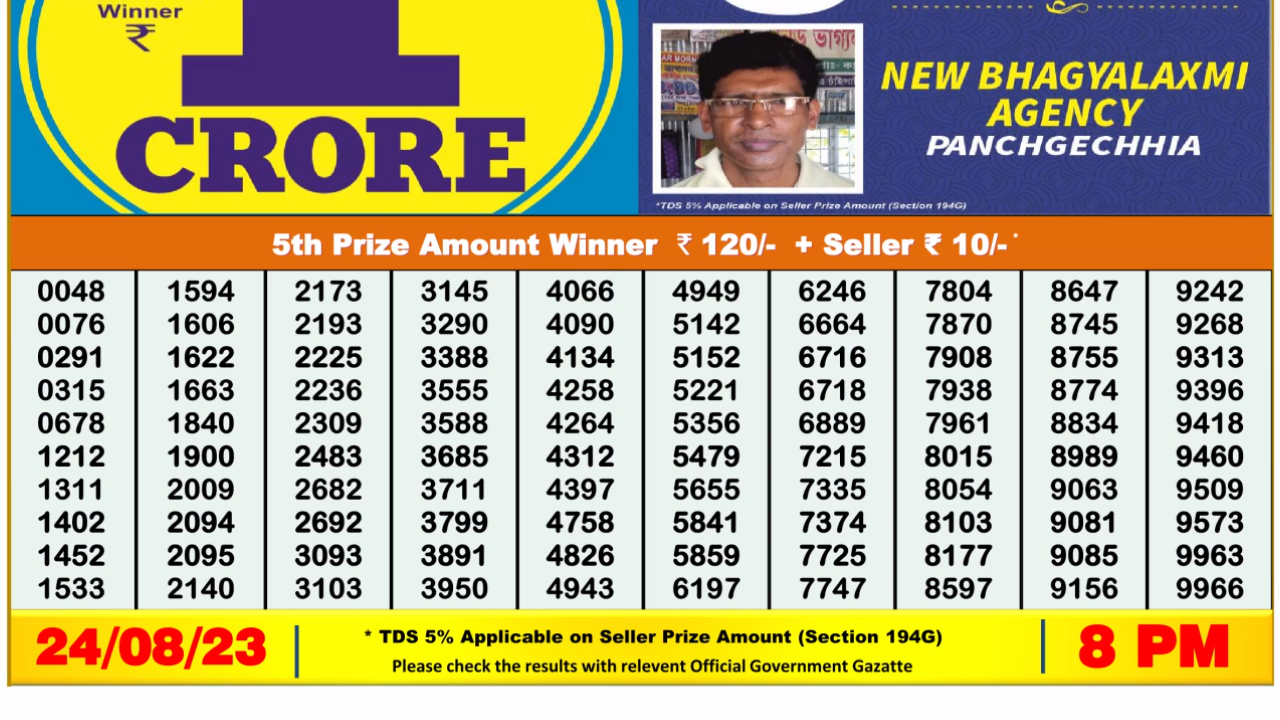 Winner
₹
1
CRORE
NEW BHAGYALAXMI
AGENCY
PANCHGECHHIA
*TDS 5% Applicable on Seller Prize Amount (Section 194G)
5th Prize Amount Winner ₹ 120/- + Seller ₹ 10/- *
0048 1594 2173 3145 4066 4949 6246 7804 8647 9242
0076 1606 2193 3290 4090 5142 6664 7870 8745 9268
0291 1622 2225 3388 4134 5152 6716 7908 8755 9313
0315 1663 2236 3555 4258 5221 6718 7938 8774 9396
0678 1840 2309 3588 4264 5356 6889 7961 8834 9418
1212 1900 2483 3685 4312 5479 7215 8015 8989 9460
1311 2009 2682 3711 4397 5655 7335 8054 9063 9509
1402 2094 2692 3799 4758 5841 7374 8103 9081 9573
1452 2095 3093 3891 4826 5859 7725 8177 9085 9963
1533 2140 3103 3950 4943 6197 7747 8597 9156 9966
24/08/23
* TDS 5% Applicable on Seller Prize Amount (Section 194G)
Please check the results with relevent Official Government Gazatte
8 PM